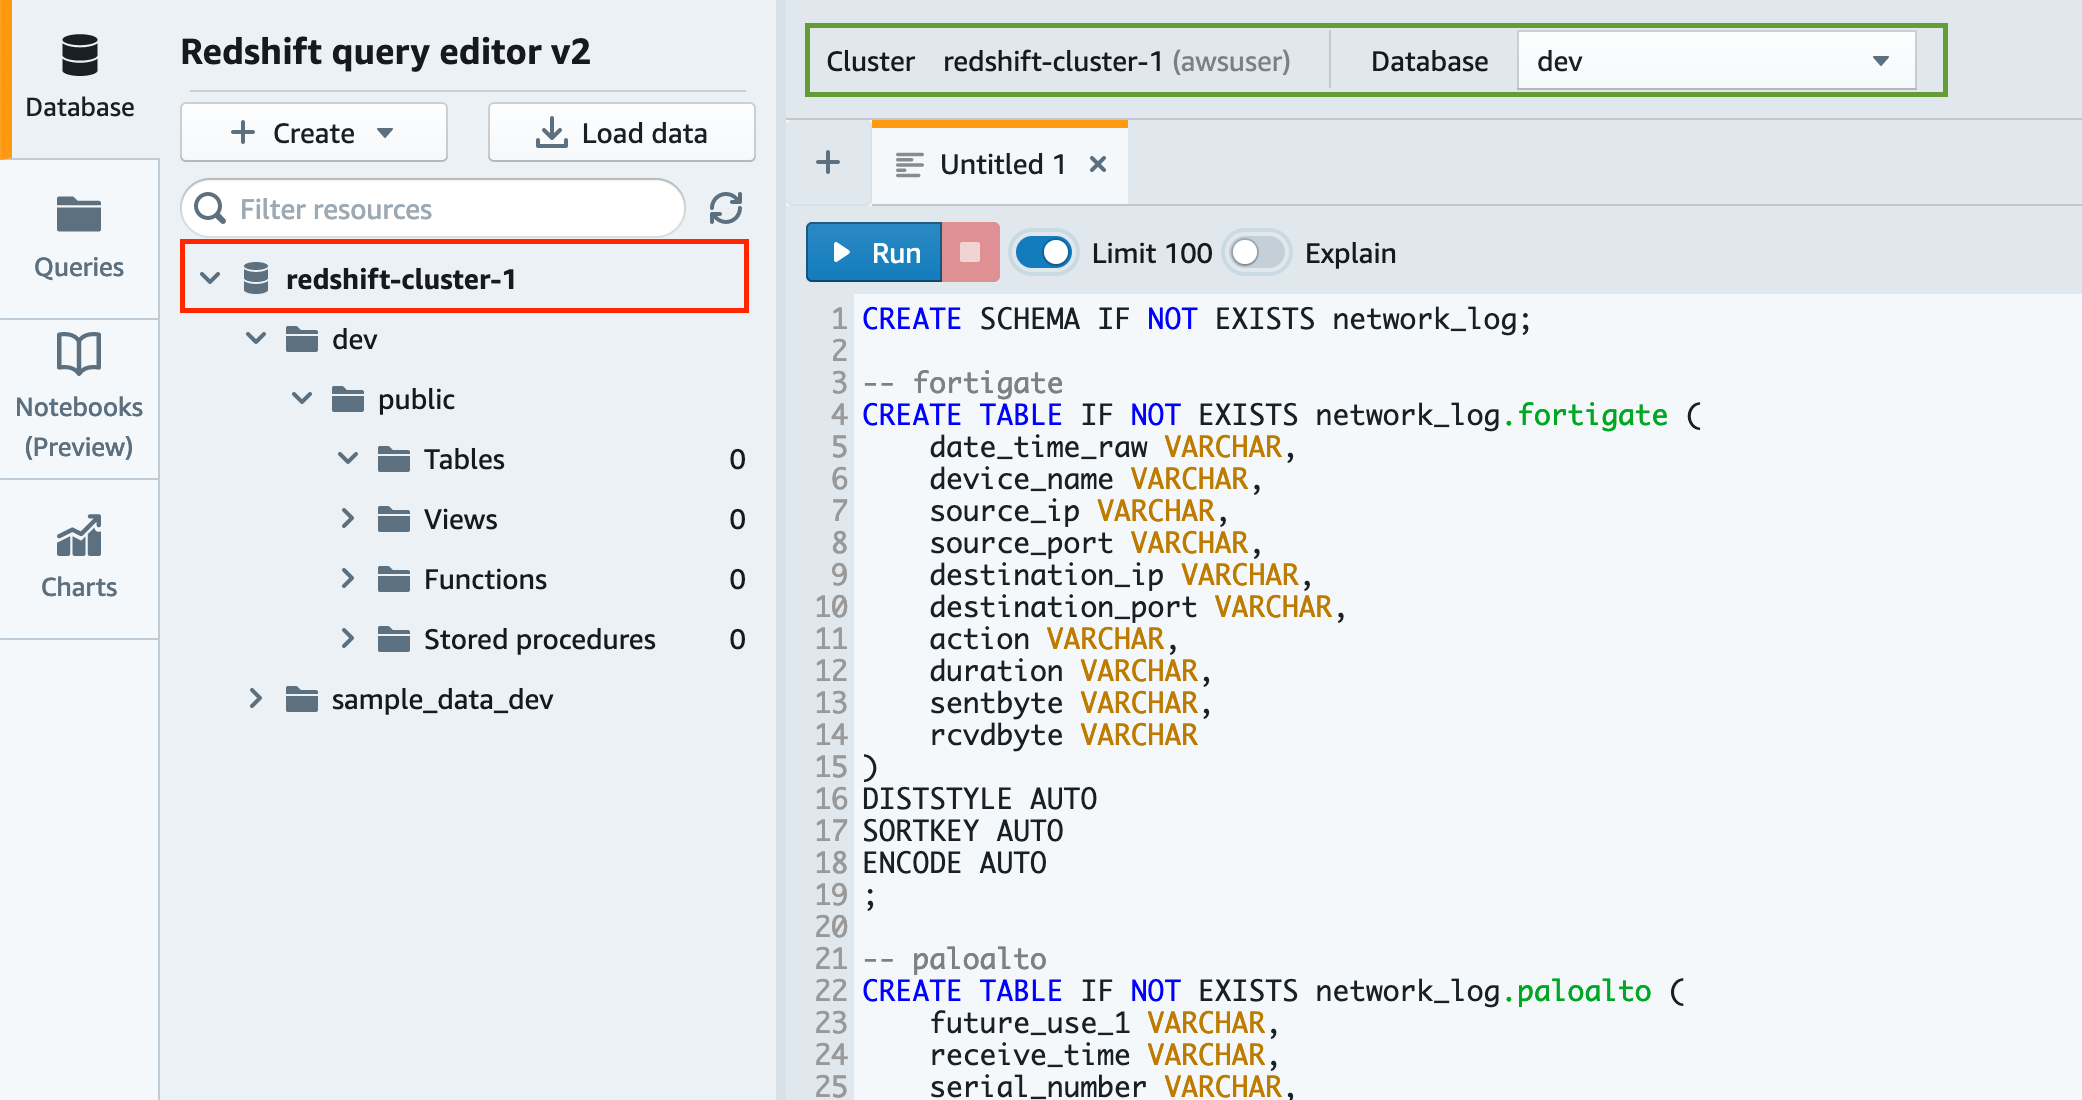 Database
Queries
Notebooks
(Preview)
Charts
Redshift query editor v2
Create
Load data
Filter resources
redshift-cluster-1
dev
public
Tables 0
Views 0
Functions 0
Stored procedures 0
sample_data_dev
Cluster redshift-cluster-1 (awsuser) Database dev
+ Untitled 1 ×
Run Limit 100 Explain
1 CREATE SCHEMA IF NOT EXISTS network_log;
2
3 -- fortigate
4 CREATE TABLE IF NOT EXISTS network_log.fortigate (
5 date_time_raw VARCHAR,
6 device_name VARCHAR,
7 source_ip VARCHAR,
8 source_port VARCHAR,
9 destination_ip VARCHAR,
10 destination_port VARCHAR,
11 action VARCHAR,
12 duration VARCHAR,
13 sentbyte VARCHAR,
14 rcvdbyte VARCHAR
15 )
16 DISTSTYLE AUTO
17 SORTKEY AUTO
18 ENCODE AUTO
19 ;
20
21 -- paloalto
22 CREATE TABLE IF NOT EXISTS network_log.paloalto (
23 future_use_1 VARCHAR,
24 receive_time VARCHAR,
25 serial_number VARCHAR,